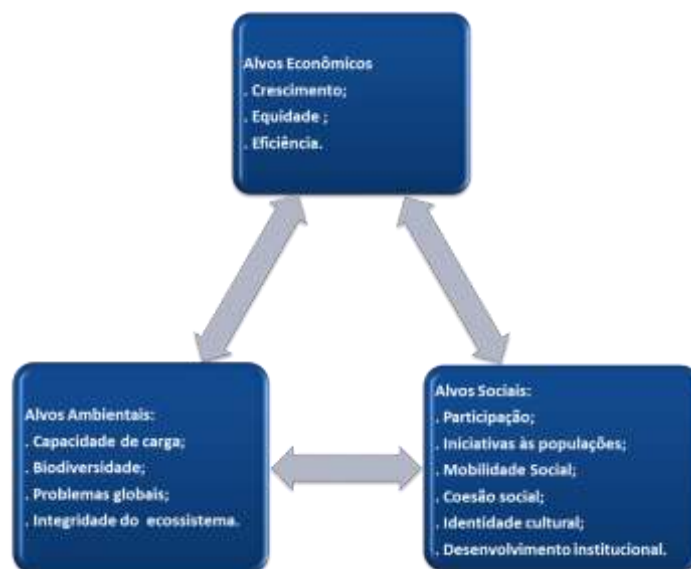 Alvos Econômicos
. Crescimento;
. Equidade ;
. Eficiência.
Alvos Ambientais:
. Capacidade de carga;
. Biodiversidade;
. Problemas globais;
. Integridade do ecossistema.
Alvos Sociais:
. Participação;
. Iniciativas às populações;
. Mobilidade Social;
. Coesão social;
. Identidade cultural;
. Desenvolvimento institucional.